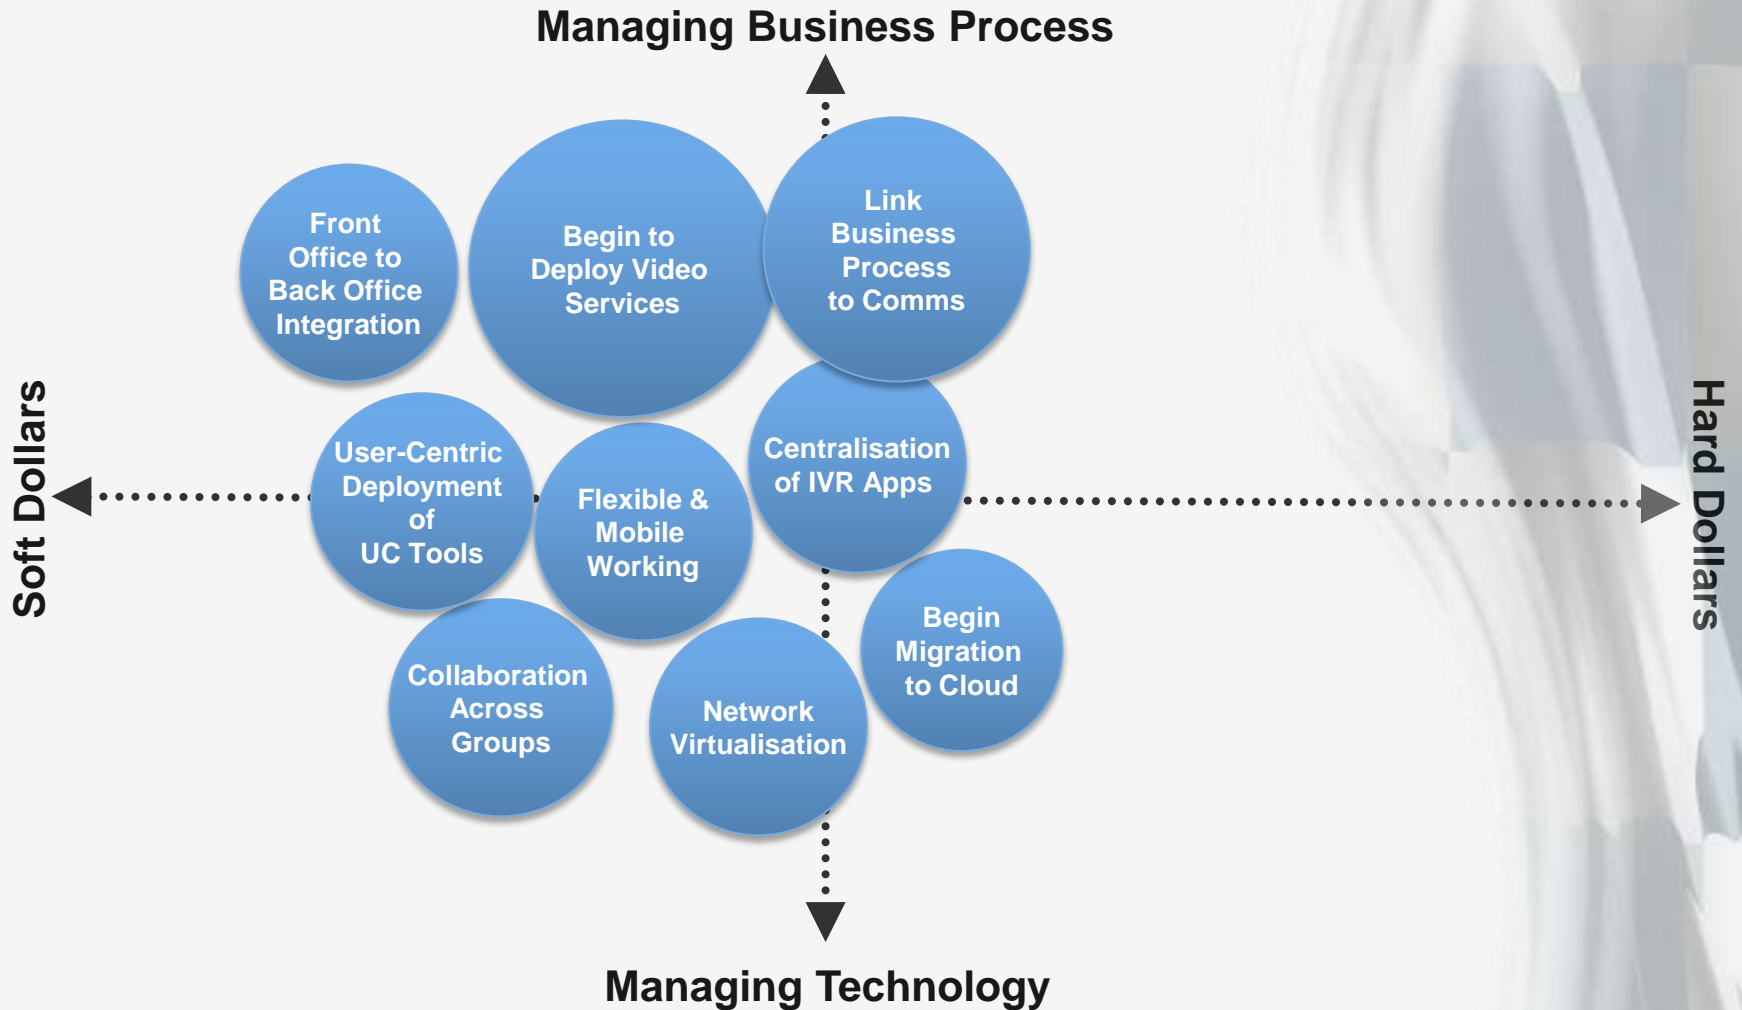 Managing Business Process
Front
Office to
Back Office
Integration
Begin to
Deploy Video
Services
Link
Business
Process
to Comms
Soft Dollars
User-Centric
Deployment
of
UC Tools
Flexible &
Mobile
Working
Centralisation
of IVR Apps
Hard Dollars
Collaboration
Across
Groups
Network
Virtualisation
Begin
Migration
to Cloud
Managing Technology